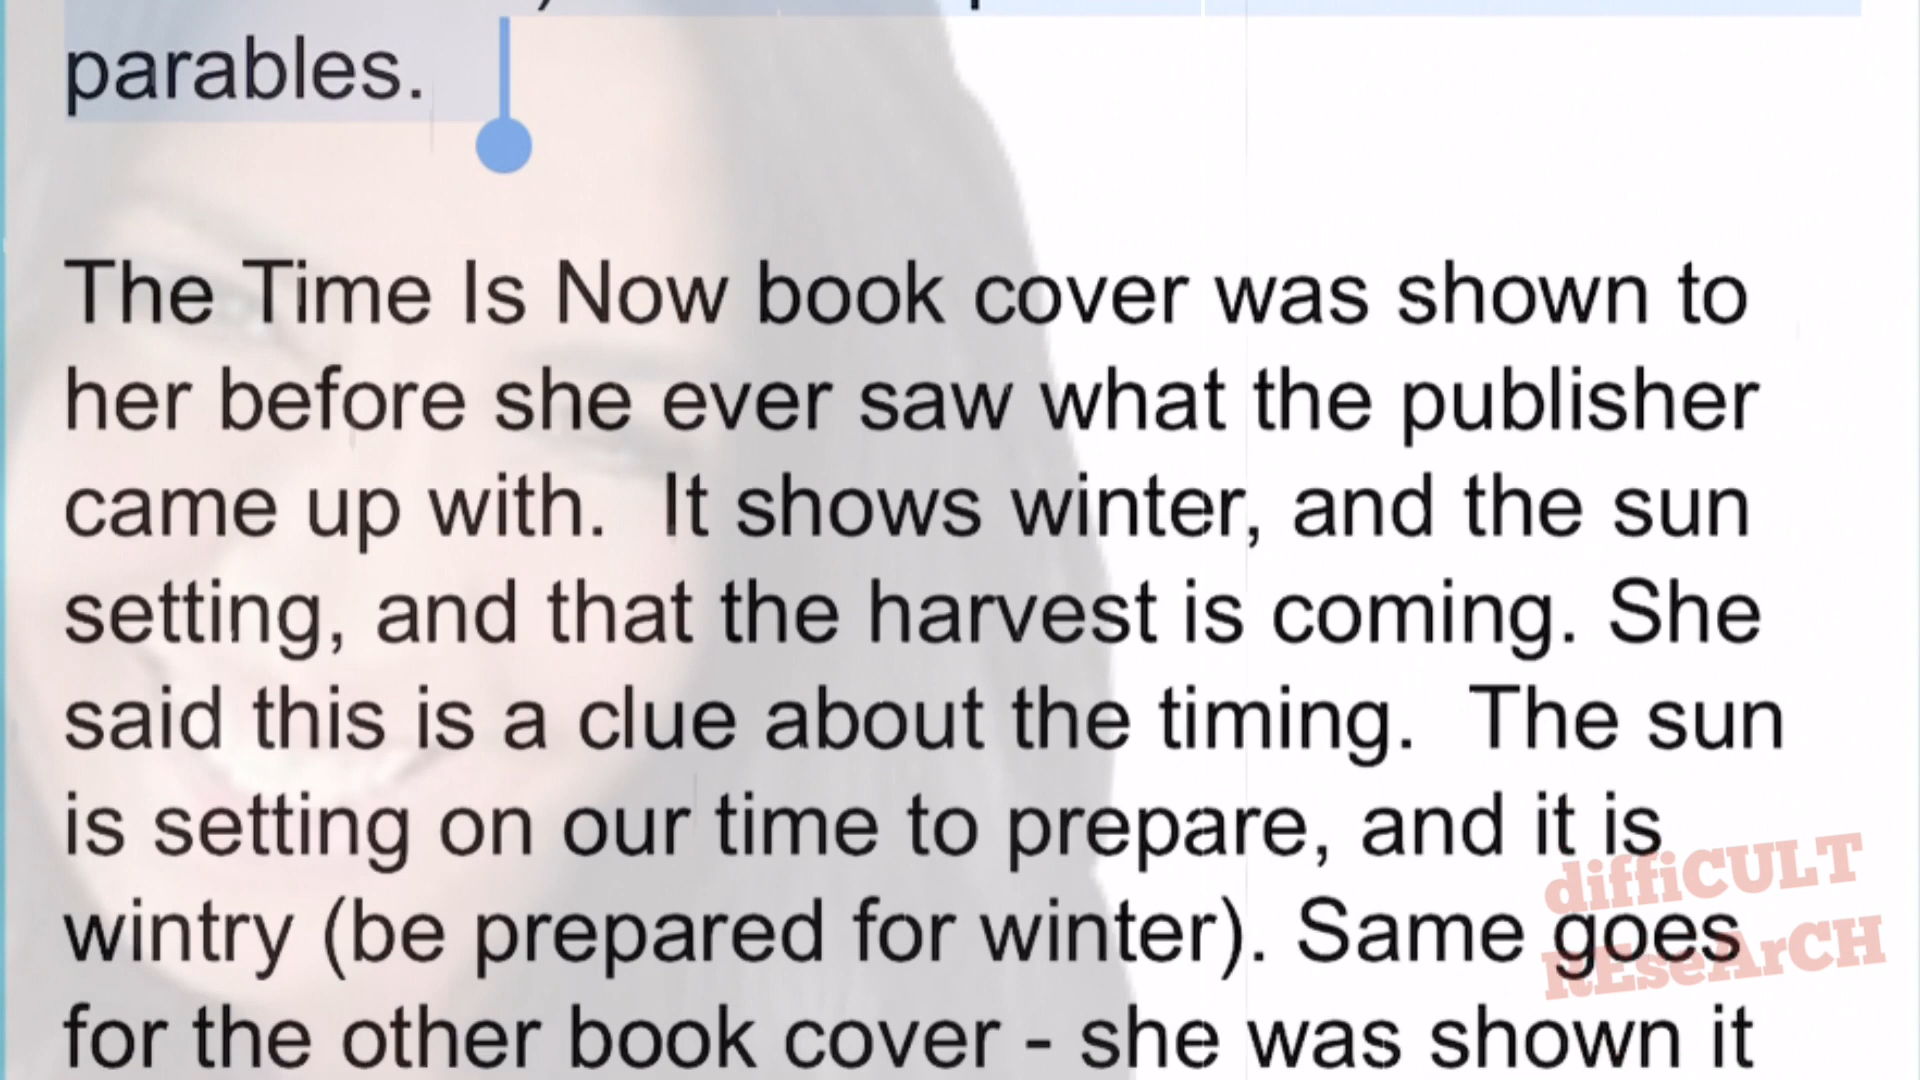 parables.
The Time Is Now book cover was shown to
her before she ever saw what the publisher
came up with.  It shows winter, and the sun
setting, and that the harvest is coming. She
said this is a clue about the timing.  The sun
is setting on our time to prepare, and it is
wintry (be prepared for winter). Same goes
for the other book cover - she was shown it
diffiCULT
REseArCH